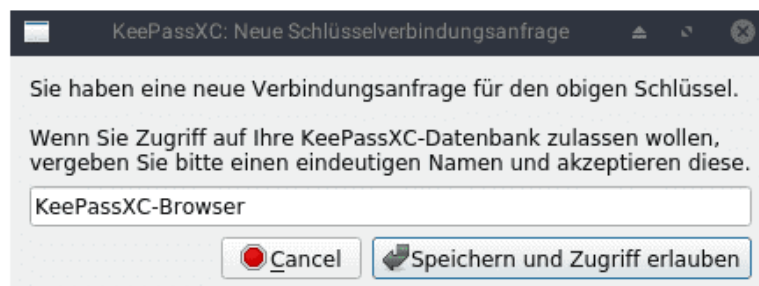 KeePassXC: Neue Schlüsselverbindungsanfrage
Sie haben eine neue Verbindungsanfrage für den obigen Schlüssel.
Wenn Sie Zugriff auf Ihre KeePassXC-Datenbank zulassen wollen,
vergeben Sie bitte einen eindeutigen Namen und akzeptieren diese.
KeePassXC-Browser
Cancel
Speichern und Zugriff erlauben